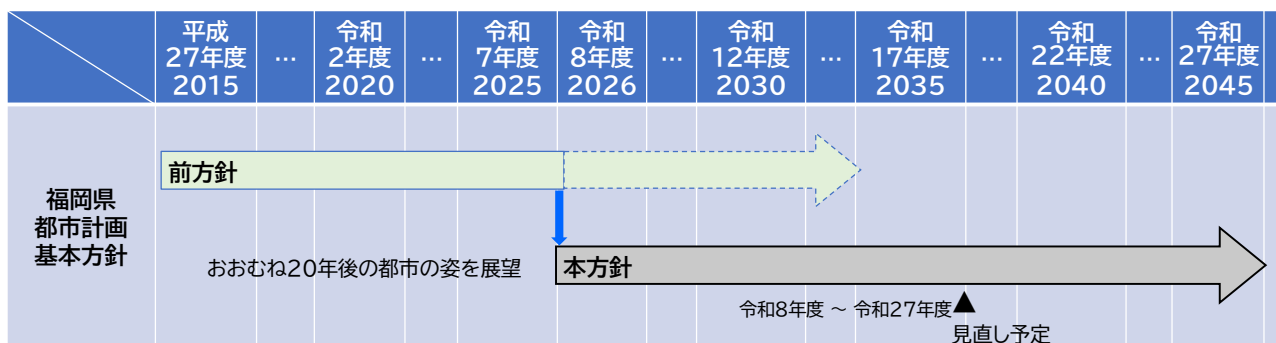 平成
27年度
2015
…
令和
2年度
2020
…
令和
7年度
2025
令和
8年度
2026
…
令和
12年度
2030
…
令和
17年度
2035
…
令和
22年度
2040
…
令和
27年度
2045
福岡県
都市計画
基本方針
前方針
おおむね20年後の都市の姿を展望
本方針
令和8年度 ～ 令和27年度
見直し予定